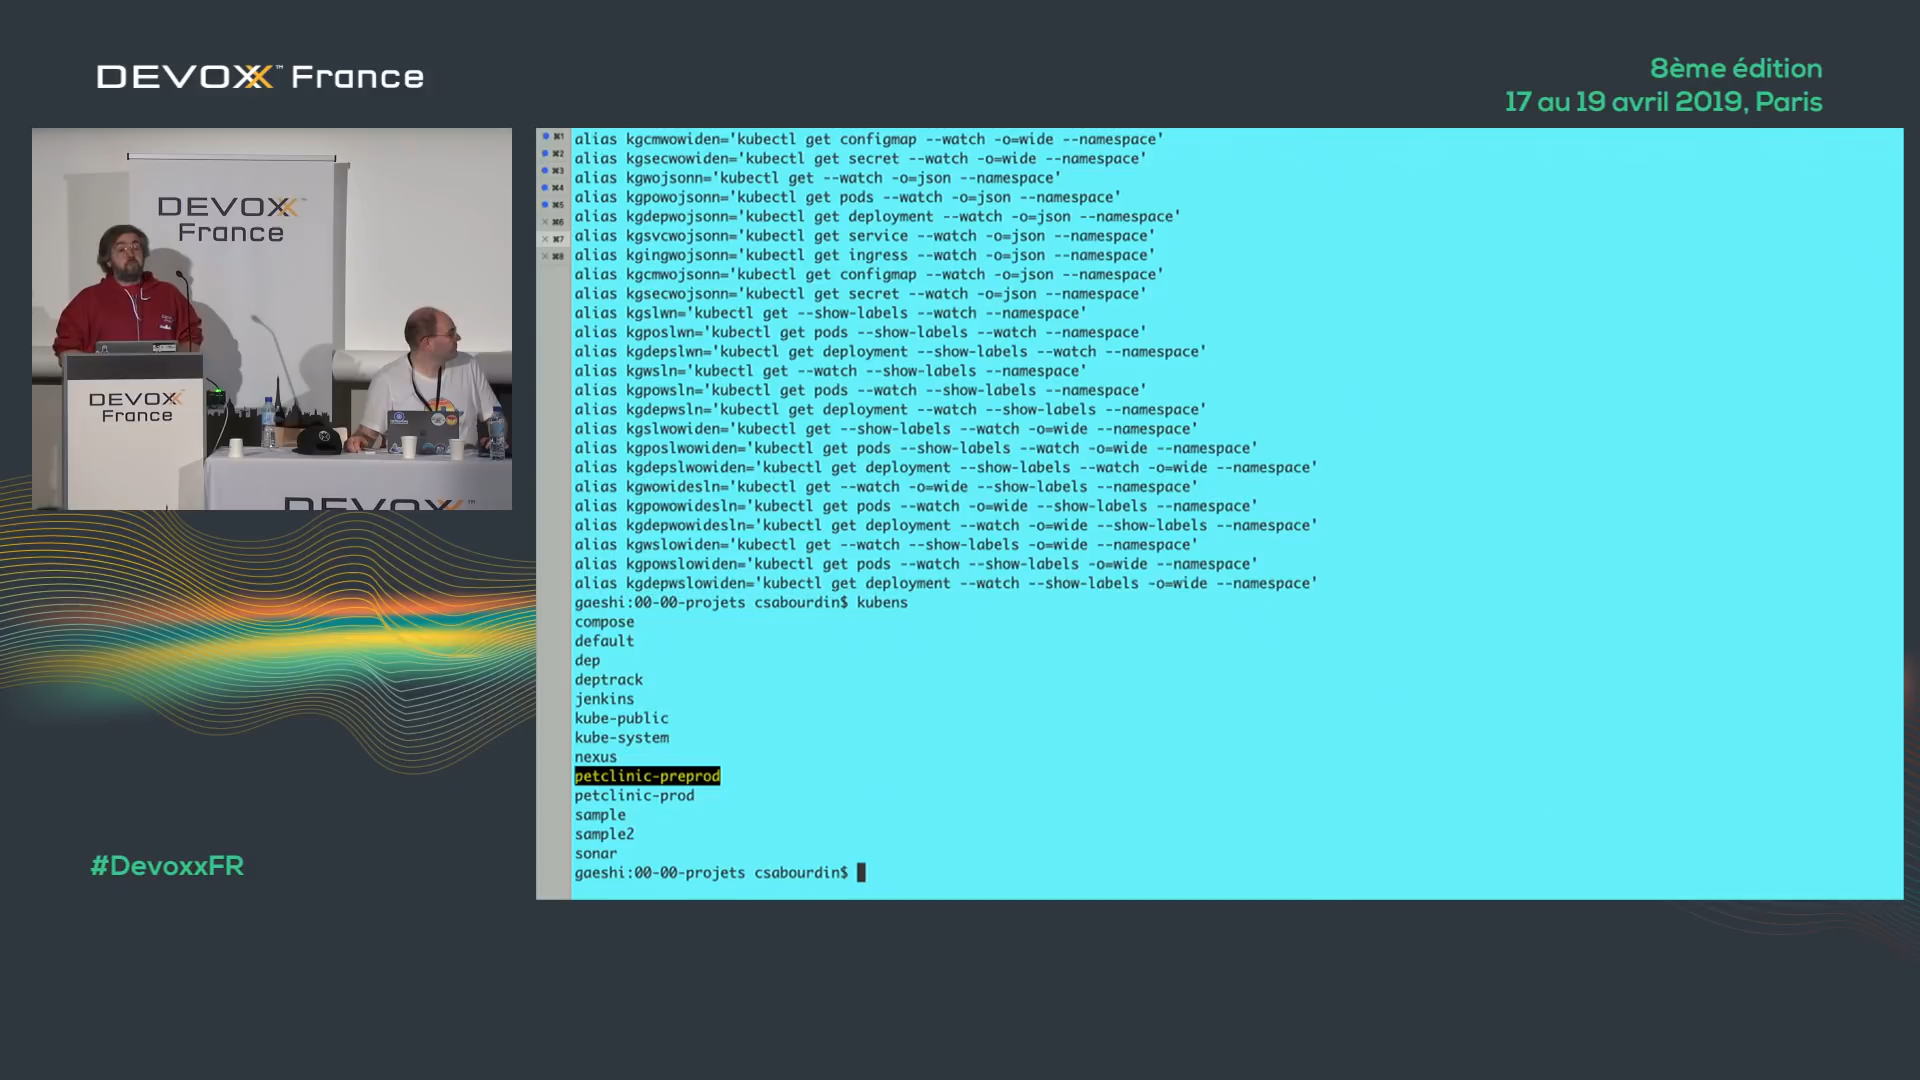 DEVOXX™ France
8ème édition
17 au 19 avril 2019, Paris
DEVOXX™
France
DEVOXX
France
DEVOXX™
#DevoxxFR
⌘1
⌘2
⌘3
⌘4
⌘5
⌘6
⌘7
⌘8
alias kgcmwowiden='kubectl get configmap --watch -o=wide --namespace'
alias kgsecwowiden='kubectl get secret --watch -o=wide --namespace'
alias kgwojsonn='kubectl get --watch -o=json --namespace'
alias kgpowojsonn='kubectl get pods --watch -o=json --namespace'
alias kgdepwojsonn='kubectl get deployment --watch -o=json --namespace'
alias kgsvcwojsonn='kubectl get service --watch -o=json --namespace'
alias kgingwojsonn='kubectl get ingress --watch -o=json --namespace'
alias kgcmwojsonn='kubectl get configmap --watch -o=json --namespace'
alias kgsecwojsonn='kubectl get secret --watch -o=json --namespace'
alias kgslwn='kubectl get --show-labels --watch --namespace'
alias kgposlwn='kubectl get pods --show-labels --watch --namespace'
alias kgdepslwn='kubectl get deployment --show-labels --watch --namespace'
alias kgwsln='kubectl get --watch --show-labels --namespace'
alias kgpowsln='kubectl get pods --watch --show-labels --namespace'
alias kgdepwsln='kubectl get deployment --watch --show-labels --namespace'
alias kgslwowiden='kubectl get --show-labels --watch -o=wide --namespace'
alias kgposlwowiden='kubectl get pods --show-labels --watch -o=wide --namespace'
alias kgdepslwowiden='kubectl get deployment --show-labels --watch -o=wide --namespace'
alias kgwowidesln='kubectl get --watch -o=wide --show-labels --namespace'
alias kgpowowidesln='kubectl get pods --watch -o=wide --show-labels --namespace'
alias kgdepwowidesln='kubectl get deployment --watch -o=wide --show-labels --namespace'
alias kgwslowiden='kubectl get --watch --show-labels -o=wide --namespace'
alias kgpowslowiden='kubectl get pods --watch --show-labels -o=wide --namespace'
alias kgdepwslowiden='kubectl get deployment --watch --show-labels -o=wide --namespace'
gaeshi:00-00-projets csabourdin$ kubens
compose
default
dep
deptrack
jenkins
kube-public
kube-system
nexus
petclinic-preprod
petclinic-prod
sample
sample2
sonar
gaeshi:00-00-projets csabourdin$